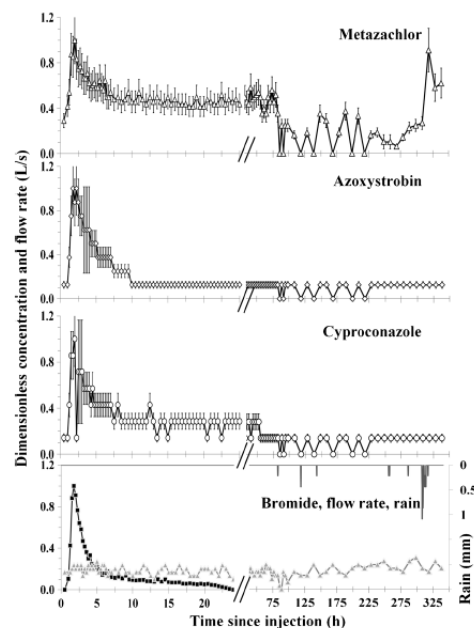 1.2
0.8
0.4
0.0
Metazachlor
1.2
0.8
0.4
0.0
Azoxystrobin
1.2
0.8
0.4
0.0
Cyproconazole
1.2
0.8
0.4
0.0
0
0.5
1
Bromide, flow rate, rain
0 5 10 15 20 75 125 175 225 275 325
Time since injection (h)
Dimensionless concentration and flow rate (L/s)
Rain (mm)